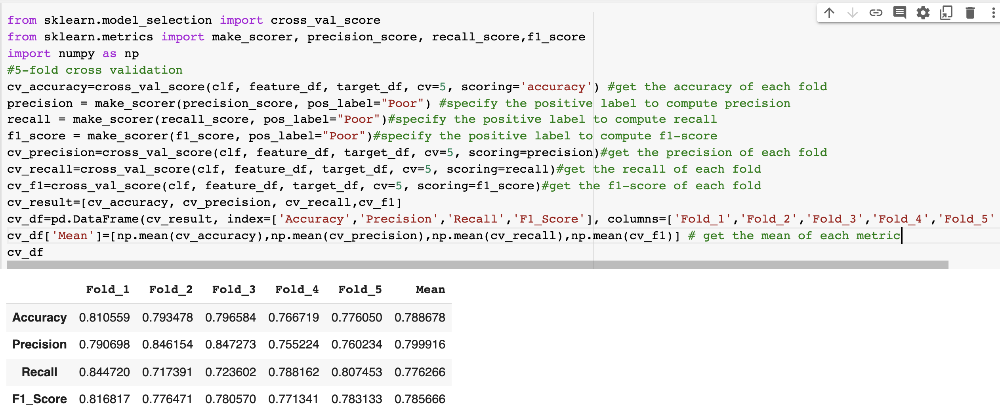 from sklearn.model_selection import cross_val_score
from sklearn.metrics import make_scorer, precision_score, recall_score,f1_score
import numpy as np
#5-fold cross validation
cv_accuracy=cross_val_score(clf, feature_df, target_df, cv=5, scoring='accuracy') #get the accuracy of each fold
precision = make_scorer(precision_score, pos_label="Poor") #specify the positive label to compute precision
recall = make_scorer(recall_score, pos_label="Poor")#specify the positive label to compute recall
f1_score = make_scorer(f1_score, pos_label="Poor")#specify the positive label to compute f1-score
cv_precision=cross_val_score(clf, feature_df, target_df, cv=5, scoring=precision)#get the precision of each fold
cv_recall=cross_val_score(clf, feature_df, target_df, cv=5, scoring=recall)#get the recall of each fold
cv_f1=cross_val_score(clf, feature_df, target_df, cv=5, scoring=f1_score)#get the f1-score of each fold
cv_result=[cv_accuracy, cv_precision, cv_recall,cv_f1]
cv_df=pd.DataFrame(cv_result, index=['Accuracy','Precision','Recall','F1_Score'], columns=['Fold_1','Fold_2','Fold_3','Fold_4','Fold_5'
cv_df['Mean']=[np.mean(cv_accuracy),np.mean(cv_precision),np.mean(cv_recall),np.mean(cv_f1)] # get the mean of each metric
cv_df
Fold_1 Fold_2 Fold_3 Fold_4 Fold_5 Mean
Accuracy 0.810559 0.793478 0.796584 0.766719 0.776050 0.788678
Precision 0.790698 0.846154 0.847273 0.755224 0.760234 0.799916
Recall 0.844720 0.717391 0.723602 0.788162 0.807453 0.776266
F1_Score 0.816817 0.776471 0.780570 0.771341 0.783133 0.785666